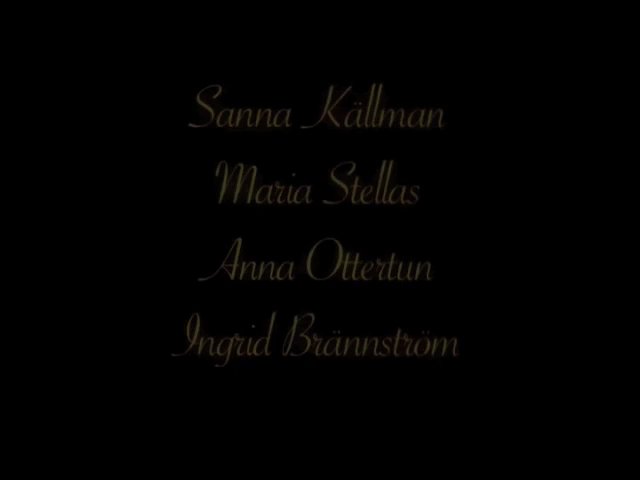 Sanna Källman
Maria Stellas
Anna Ottertun
Ingrid Brännström